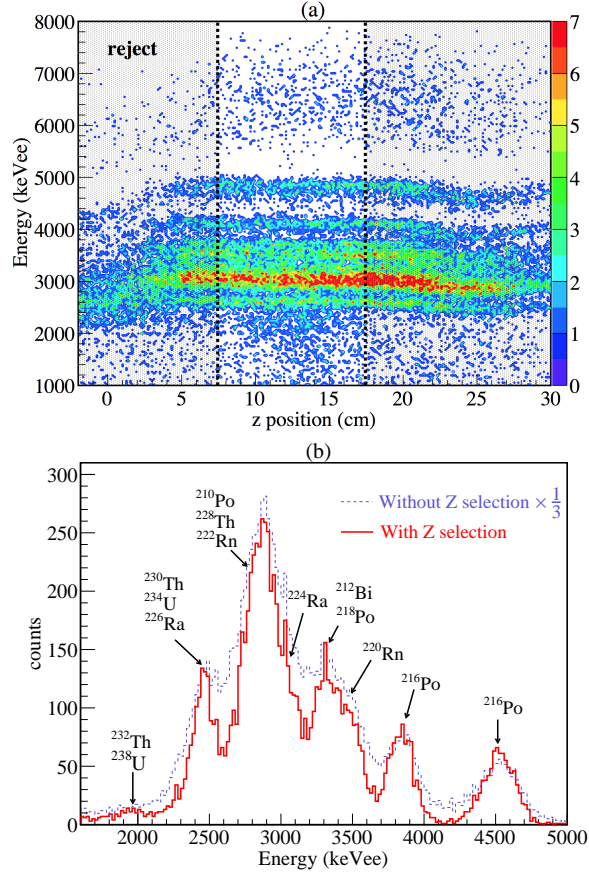 (a)
reject
Energy (keVee)
8000
7000
6000
5000
4000
3000
2000
1000
0 5 10 15 20 25 30
z position (cm)
7
6
5
4
3
2
1
0
(b)
counts
300
250
200
150
100
50
0
Without Z selection × 1/3
With Z selection
²¹⁰Po
²²⁸Th
²²²Rn
²³⁰Th
²³⁴U
²²⁶Ra
²²⁴Ra
²¹²Bi
²¹⁸Po
²²⁰Rn
²¹⁶Po
²¹⁶Po
²³²Th
²³⁸U
2000 2500 3000 3500 4000 4500 5000
Energy (keVee)